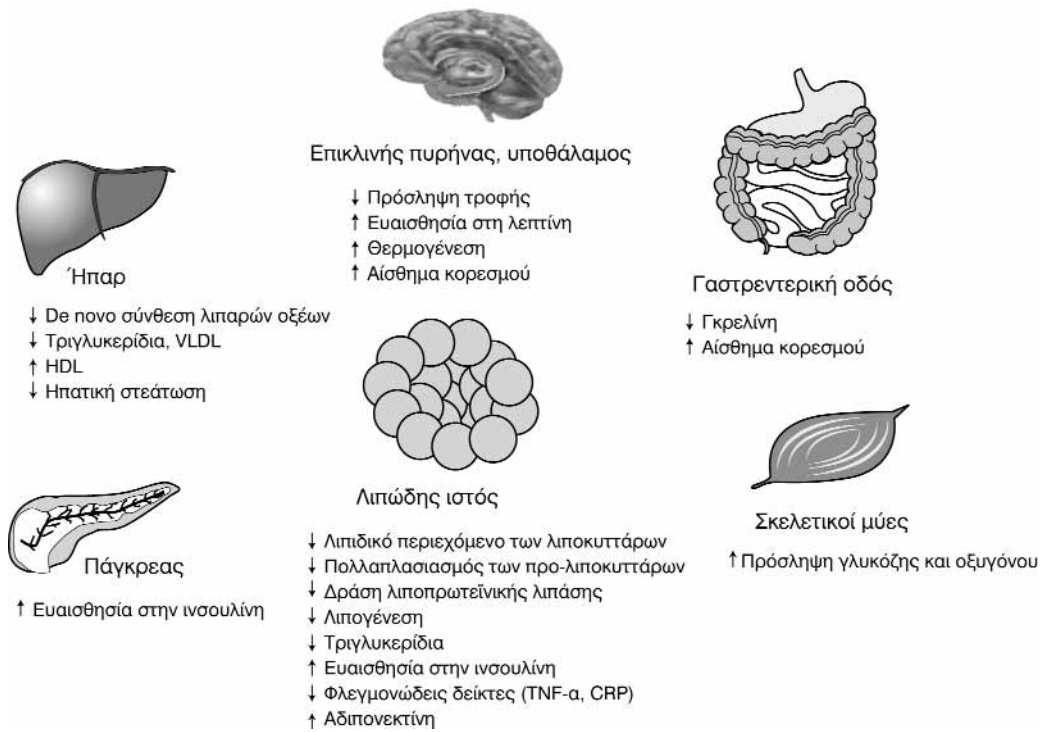 Επικλινής πυρήνας, υποθάλαμος
↓ Πρόσληψη τροφής
↑ Ευαισθησία στη λεπτίνη
↑ Θερμογένεση
↑ Αίσθημα κορεσμού
Ήπαρ
↓ De novo σύνθεση λιπαρών οξέων
↓ Τριγλυκερίδια, VLDL
↑ HDL
↓ Ηπατική στεάτωση
Γαστρεντερική οδός
↓ Γκρελίνη
↑ Αίσθημα κορεσμού
Πάγκρεας
↑ Ευαισθησία στην ινσουλίνη
Λιπώδης ιστός
↓ Λιπιδικό περιεχόμενο των λιποκυττάρων
↓ Πολλαπλασιασμός των προ-λιποκυττάρων
↓ Δράση λιποπρωτεϊνικής λιπάσης
↓ Λιπογένεση
↓ Τριγλυκερίδια
↑ Ευαισθησία στην ινσουλίνη
↓ Φλεγμονώδεις δείκτες (TNF-α, CRP)
↑ Αδιπονεκτίνη
Σκελετικοί μύες
↑ Πρόσληψη γλυκόζης και οξυγόνου